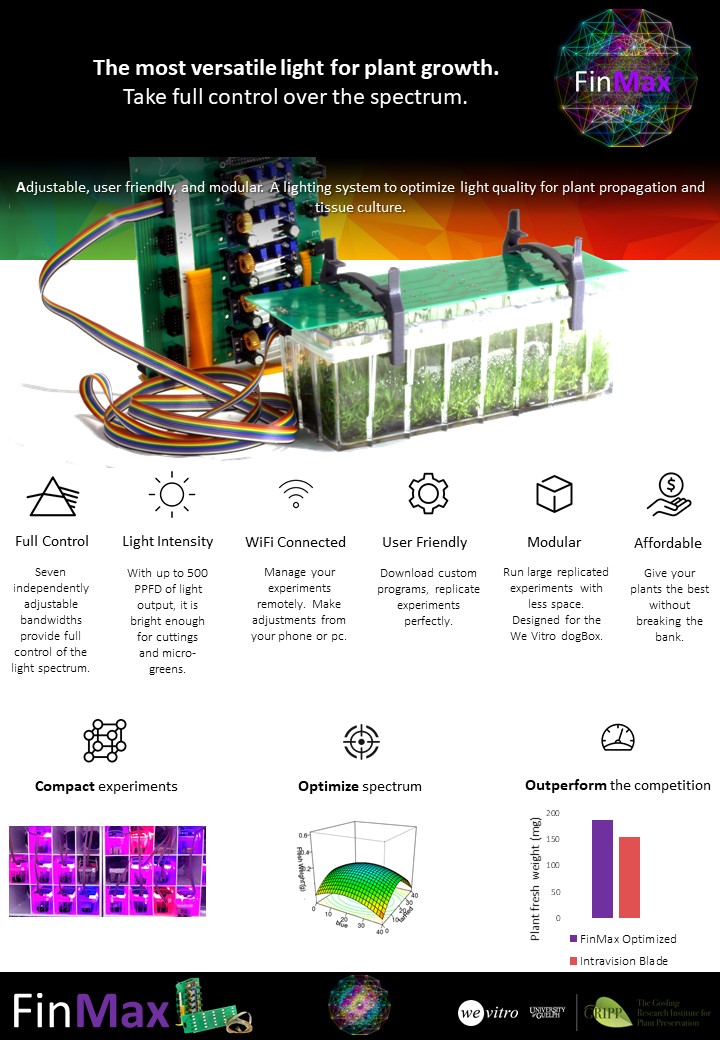 The most versatile light for plant growth.
Take full control over the spectrum.
FinMax
Adjustable, user friendly, and modular. A lighting system to optimize light quality for plant propagation and
tissue culture.
Full Control
Seven
independently
adjustable
bandwidths
provide full
control of the
light spectrum.
Light Intensity
With up to 500
PPFD of light
output, it is
bright enough
for cuttings
and micro-
greens.
WiFi Connected
Manage your
experiments
remotely. Make
adjustments from
your phone or pc.
User Friendly
Download custom
programs, replicate
experiments
perfectly.
Modular
Run large replicated
experiments with
less space.
Designed for the
We Vitro dogBox.
$
Affordable
Give your
plants the best
without
breaking the
bank.
Compact experiments
Optimize spectrum
0.6
0.4
0.2
Fresh Weight(g)
0
10
20
30
40
blue
0
10
20
30
40
farred
Outperform the competition
Plant fresh weight (mg)
200
150
100
50
0
FinMax Optimized
Intravision Blade
FinMax
we vitro
UNIVERSITY
OF GUELPH
GRIPP
The Gosling
Research Institute for
Plant Preservation